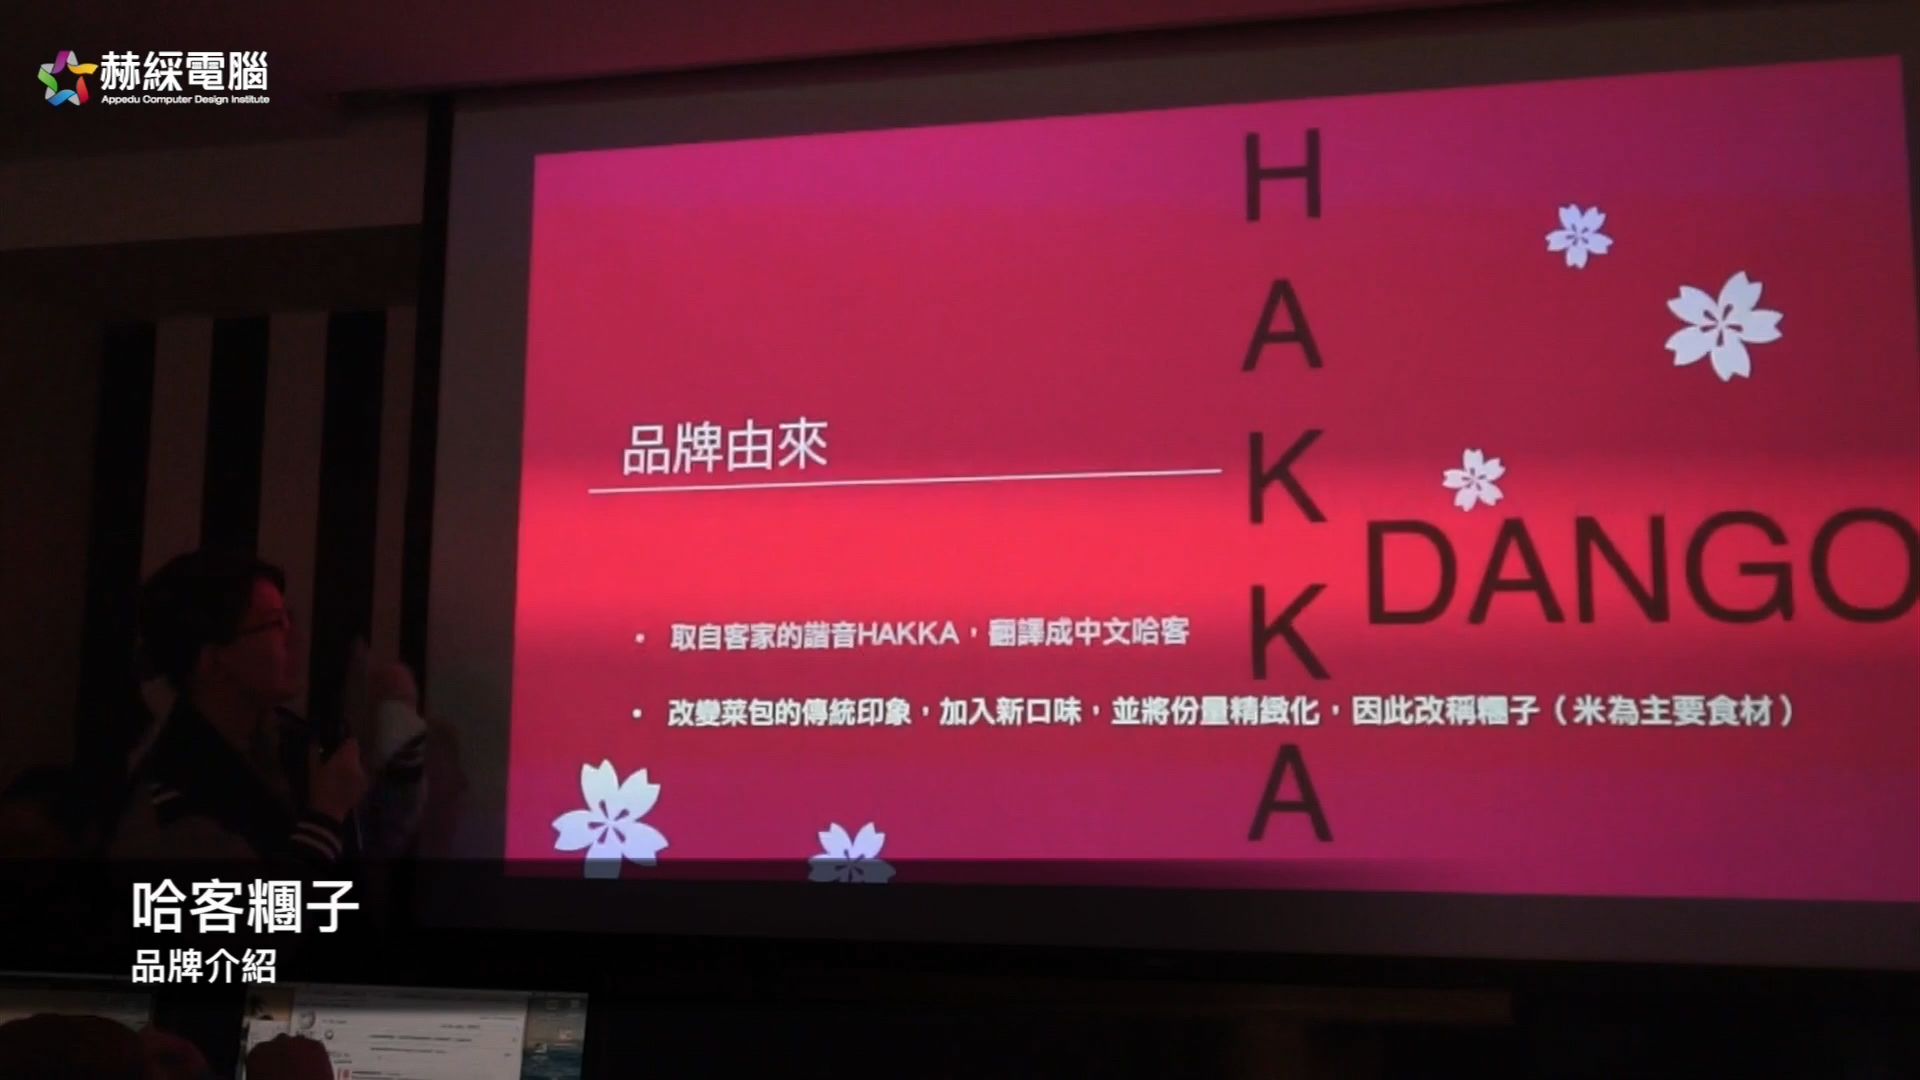 赫綵電腦
Appedu Computer Design Institute
HAKKA
DANGO
品牌由來
• 取自客家的諧音HAKKA，翻譯成中文哈客
• 改變菜包的傳統印象，加入新口味，並將份量精緻化，因此改稱糰子（米為主要食材）
哈客糰子
品牌介紹